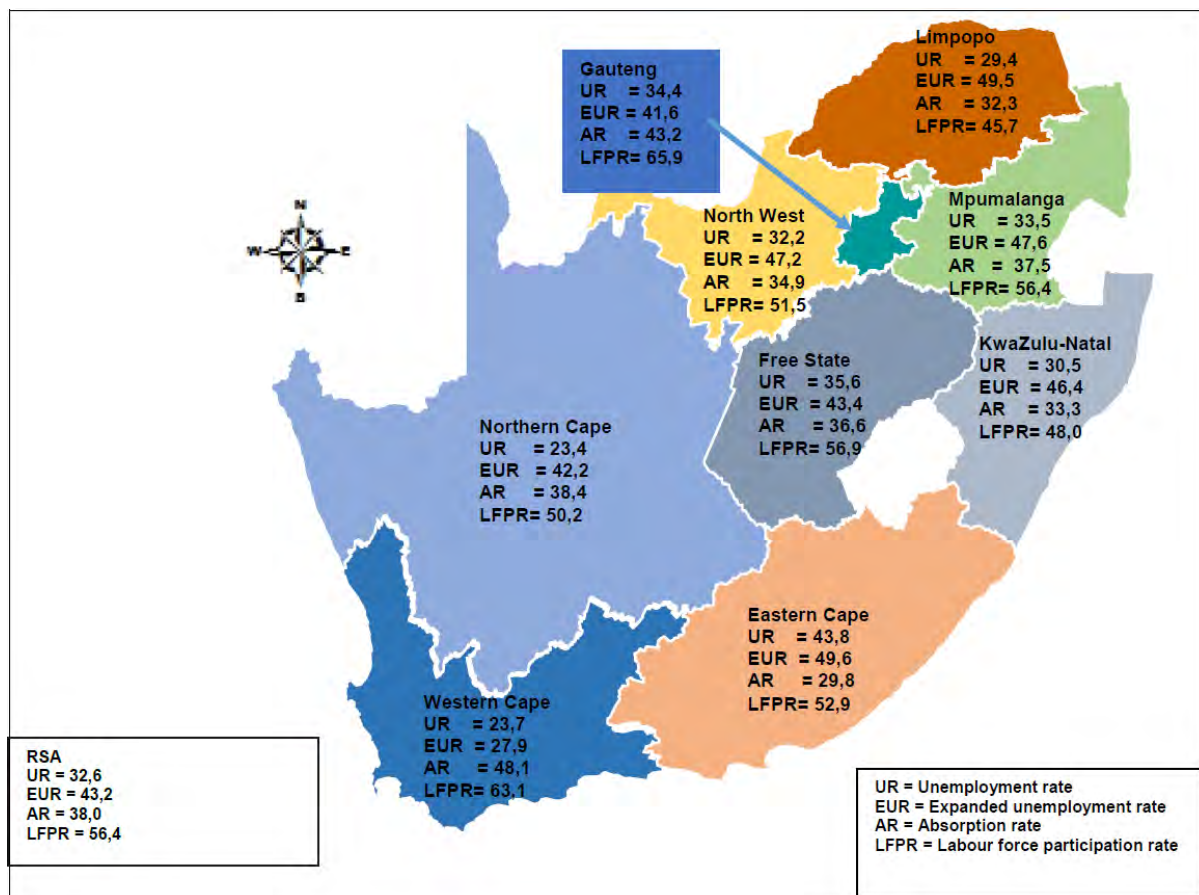 Limpopo
UR = 29,4
EUR = 49,5
AR = 32,3
LFPR= 45,7
Gauteng
UR = 34,4
EUR = 41,6
AR = 43,2
LFPR= 65,9
Mpumalanga
UR = 33,5
EUR = 47,6
AR = 37,5
LFPR= 56,4
North West
UR = 32,2
EUR = 47,2
AR = 34,9
LFPR= 51,5
N
W
E
S
KwaZulu-Natal
UR = 30,5
EUR = 46,4
AR = 33,3
LFPR= 48,0
Free State
UR = 35,6
EUR = 43,4
AR = 36,6
LFPR= 56,9
Northern Cape
UR = 23,4
EUR = 42,2
AR = 38,4
LFPR= 50,2
Eastern Cape
UR = 43,8
EUR = 49,6
AR = 29,8
LFPR= 52,9
Western Cape
UR = 23,7
EUR = 27,9
AR = 48,1
LFPR= 63,1
RSA
UR = 32,6
EUR = 43,2
AR = 38,0
LFPR = 56,4
UR = Unemployment rate
EUR = Expanded unemployment rate
AR = Absorption rate
LFPR = Labour force participation rate